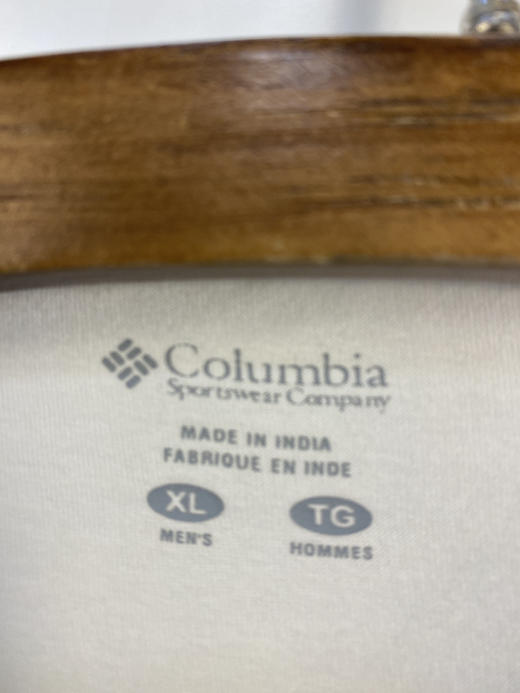 Columbia
Sportswear Company
MADE IN INDIA
FABRIQUE EN INDE
XL TG
MEN'S HOMMES